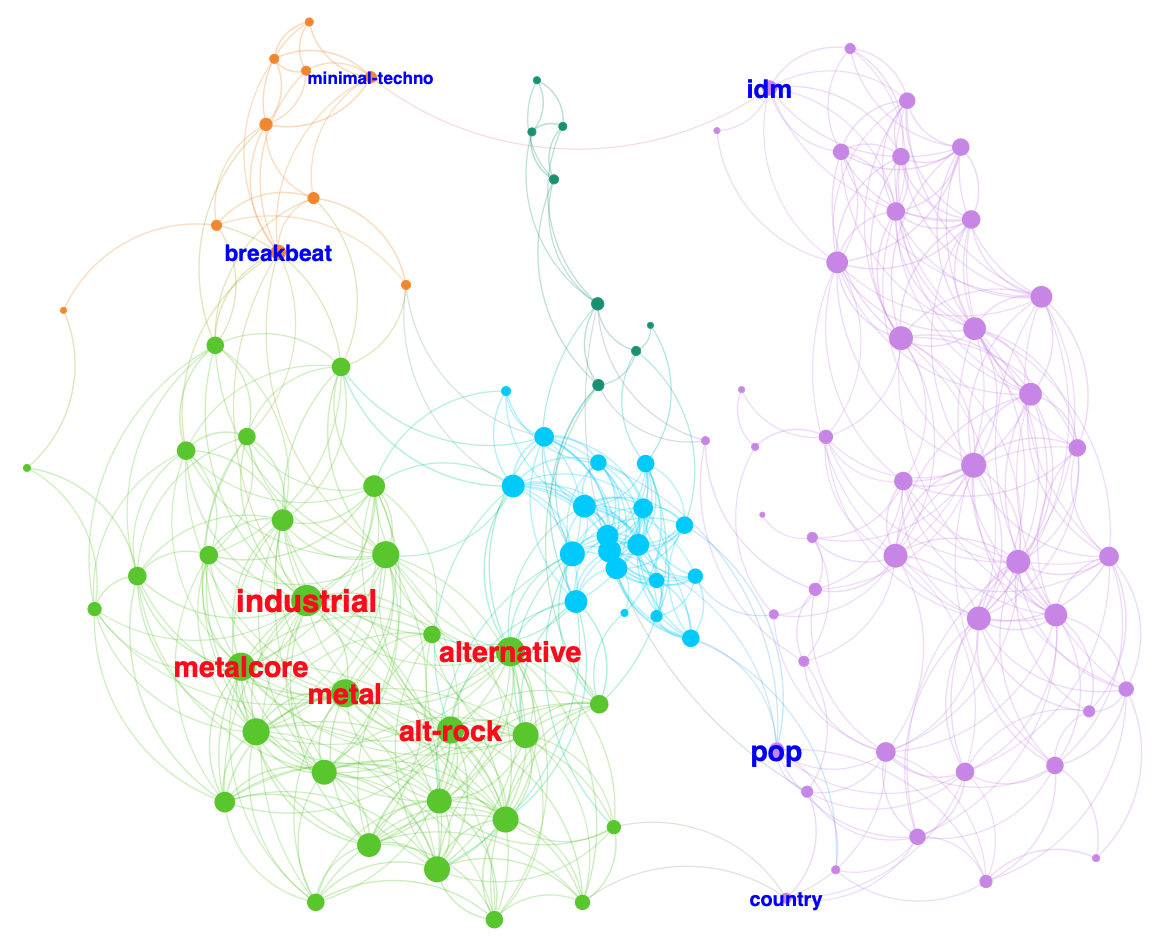 minimal-techno
idm
breakbeat
industrial
alternative
metalcore
metal
alt-rock
pop
country